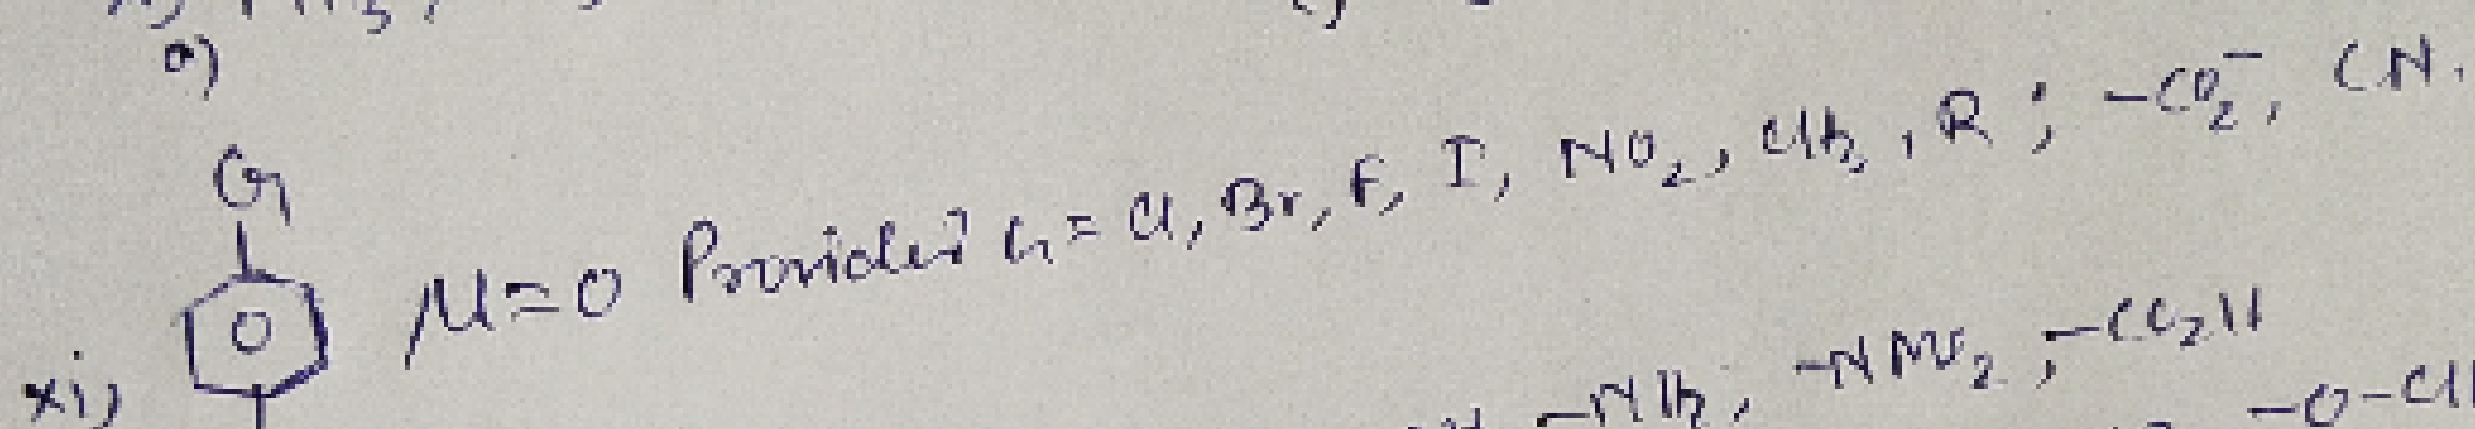 a)
G
xi) μ=0 Provided G = Cl, Br, F, I, NO2, CH3, R ; -CO2⁻, CN.
-NH2, -NMe2 ; -CO2H
-O-CH